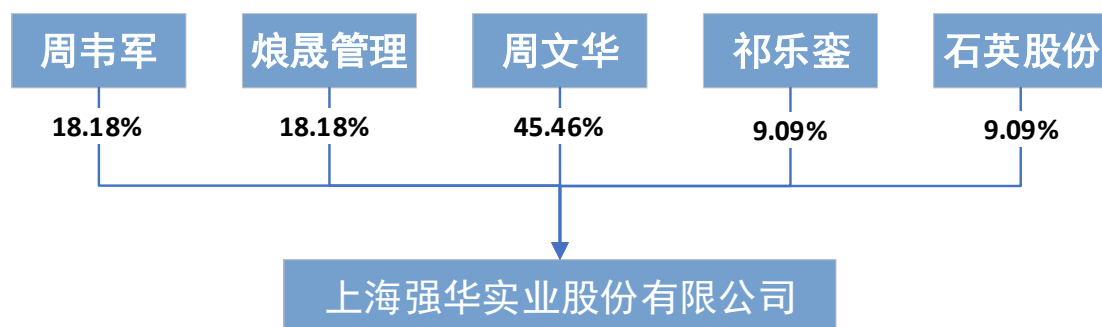 周韦军 烺晟管理 周文华 祁乐銮 石英股份
18.18% 18.18% 45.46% 9.09% 9.09%
上海强华实业股份有限公司